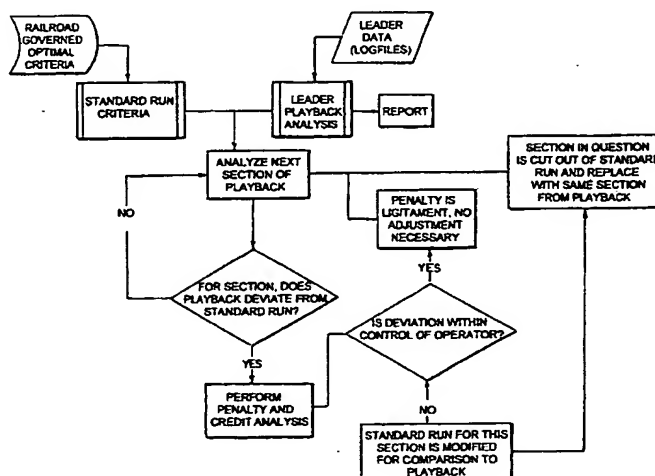 RAILROAD
GOVERNED
OPTIMAL
CRITERIA
LEADER
DATA
(LOGFILES)
STANDARD RUN
CRITERIA
LEADER
PLAYBACK
ANALYSIS
REPORT
ANALYZE NEXT
SECTION OF
PLAYBACK
SECTION IN QUESTION
IS CUT OUT OF STANDARD
RUN AND REPLACE
WITH SAME SECTION
FROM PLAYBACK
NO
PENALTY IS
LIGITAMENT, NO
ADJUSTMENT
NECESSARY
YES
FOR SECTION, DOES
PLAYBACK DEVIATE FROM
STANDARD RUN?
IS DEVIATION WITHIN
CONTROL OF OPERATOR?
YES
PERFORM
PENALTY AND
CREDIT ANALYSIS
NO
STANDARD RUN FOR THIS
SECTION IS MODIFIED
FOR COMPARISON TO
PLAYBACK